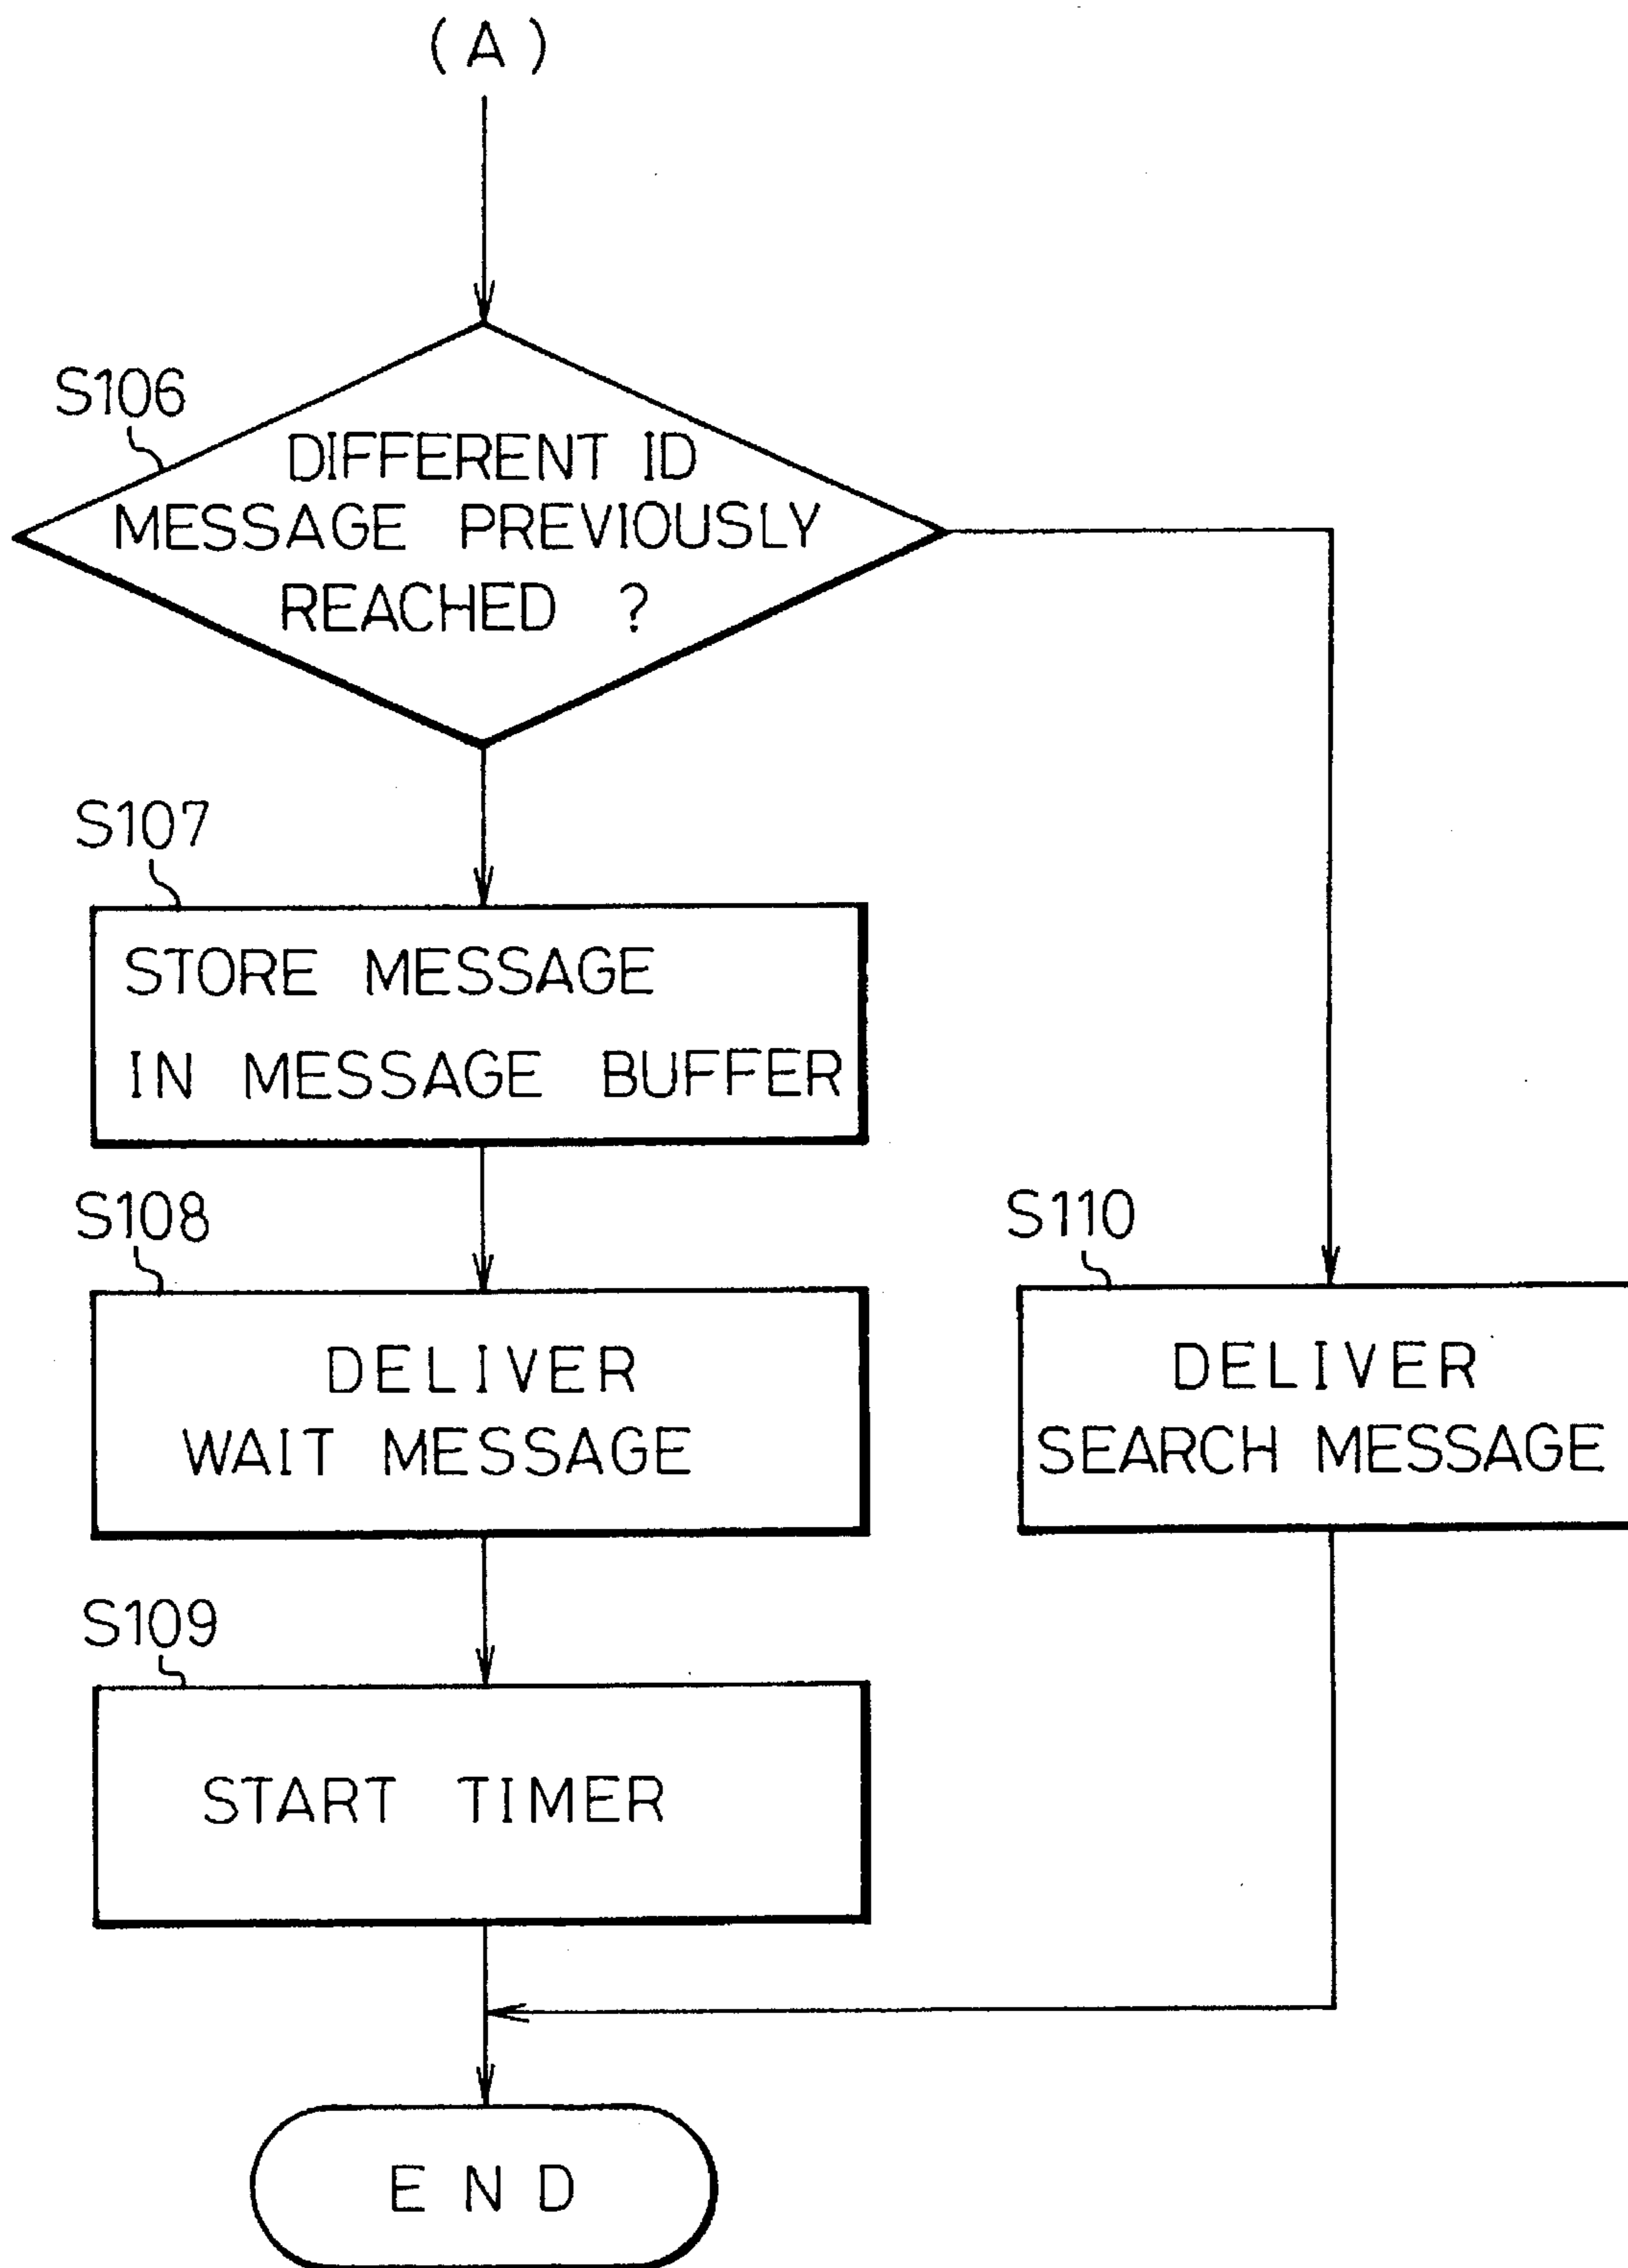 (A)
S106
DIFFERENT ID
MESSAGE PREVIOUSLY
REACHED ?
S107
STORE MESSAGE
IN MESSAGE BUFFER
S108
DELIVER
WAIT MESSAGE
S110
DELIVER
SEARCH MESSAGE
S109
START TIMER
END